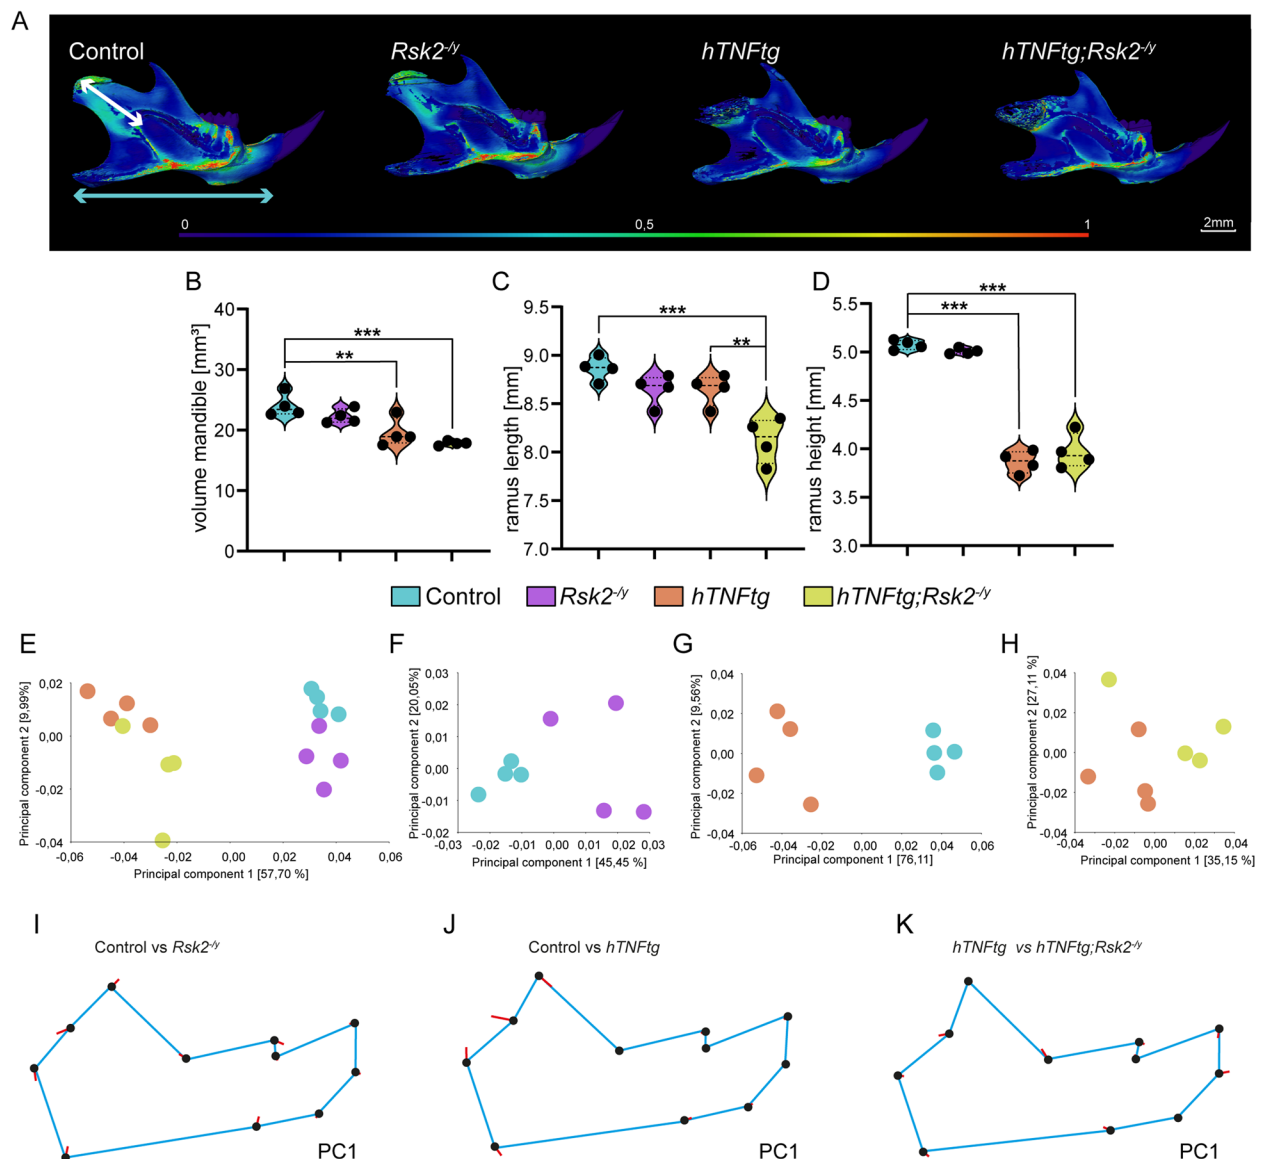 A
Control
Rsk2-/y
hTNFtg
hTNFtg;Rsk2-/y
0
0,5
1
2mm
B
volume mandible [mm³]
40
30
20
10
0
***
**
C
ramus length [mm]
9.5
9.0
8.5
8.0
7.5
7.0
***
**
D
ramus height [mm]
5.5
5.0
4.5
4.0
3.5
3.0
***
***
Control
Rsk2-/y
hTNFtg
hTNFtg;Rsk2-/y
E
Principal component 2 [9,99%]
0,02
0,00
-0,02
-0,04
-0,06 -0,04 -0,02 0,00 0,02 0,04 0,06
Principal component 1 [57,70 %]
F
Principal component 2 [20,05%]
0,03
0,02
0,01
0,00
-0,01
-0,02
-0,03 -0,02 -0,01 0,00 0,01 0,02 0,03
Principal component 1 [45,45 %]
G
Principal component 2 [9,56%]
0,04
0,02
0,00
-0,02
-0,04
-0,06 -0,04 -0,02 0,00 0,02 0,04 0,06
Principal component 1 [76,11]
H
Principal component 2 [27,11 %]
0,04
0,02
0,00
-0,02
-0,04
-0,04 -0,02 0,00 0,02 0,04
Principal component 1 [35,15 %]
I
Control vs Rsk2-/y
PC1
J
Control vs hTNFtg
PC1
K
hTNFtg vs hTNFtg;Rsk2-/y
PC1